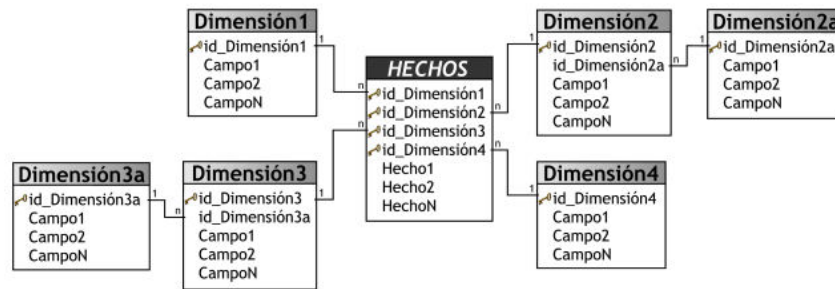 Dimensión1
id_Dimensión1
Campo1
Campo2
CampoN
1
n
HECHOS
id_Dimensión1
id_Dimensión2
id_Dimensión3
id_Dimensión4
Hecho1
Hecho2
HechoN
n
n
n
Dimensión2
id_Dimensión2
id_Dimensión2a
Campo1
Campo2
CampoN
1
n
Dimensión2a
id_Dimensión2a
Campo1
Campo2
CampoN
1
Dimensión3a
id_Dimensión3a
Campo1
Campo2
CampoN
1
n
Dimensión3
id_Dimensión3
id_Dimensión3a
Campo1
Campo2
CampoN
1
Dimensión4
id_Dimensión4
Campo1
Campo2
CampoN
1